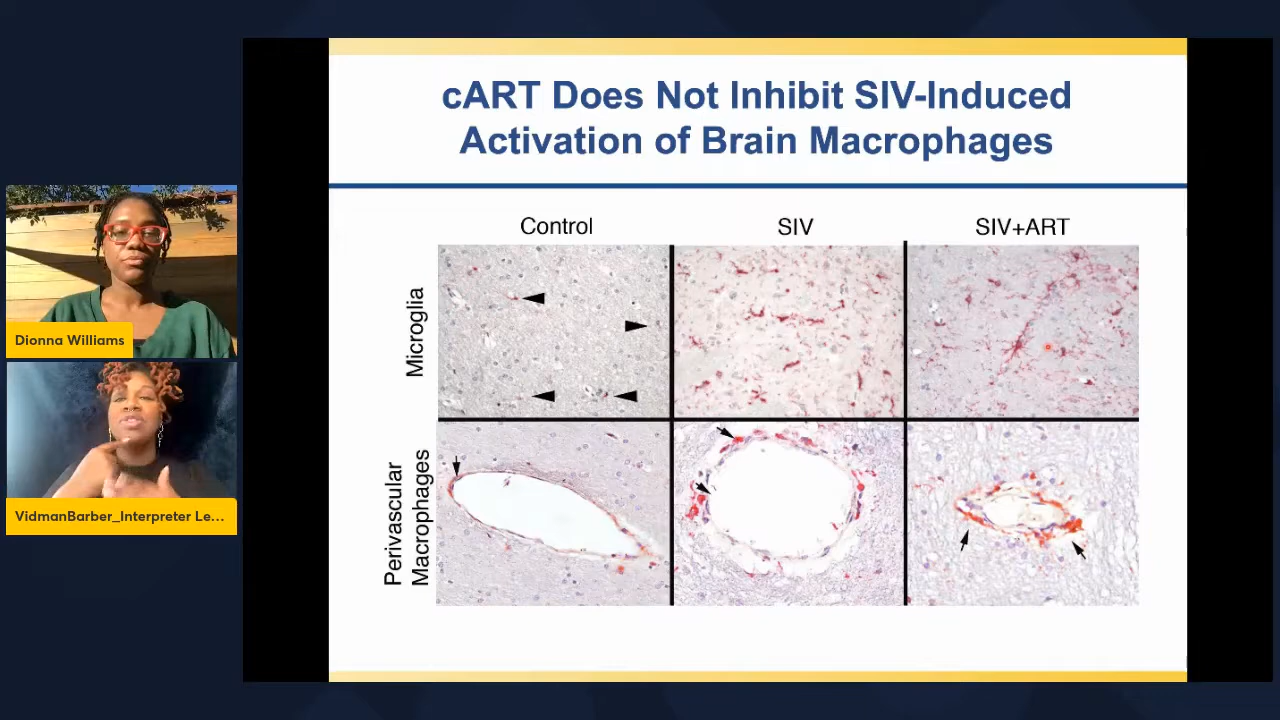 cART Does Not Inhibit SIV-Induced
Activation of Brain Macrophages
Control
SIV
SIV+ART
Microglia
Perivascular
Macrophages
Dionna Williams
VidmanBarber_Interpreter Le...